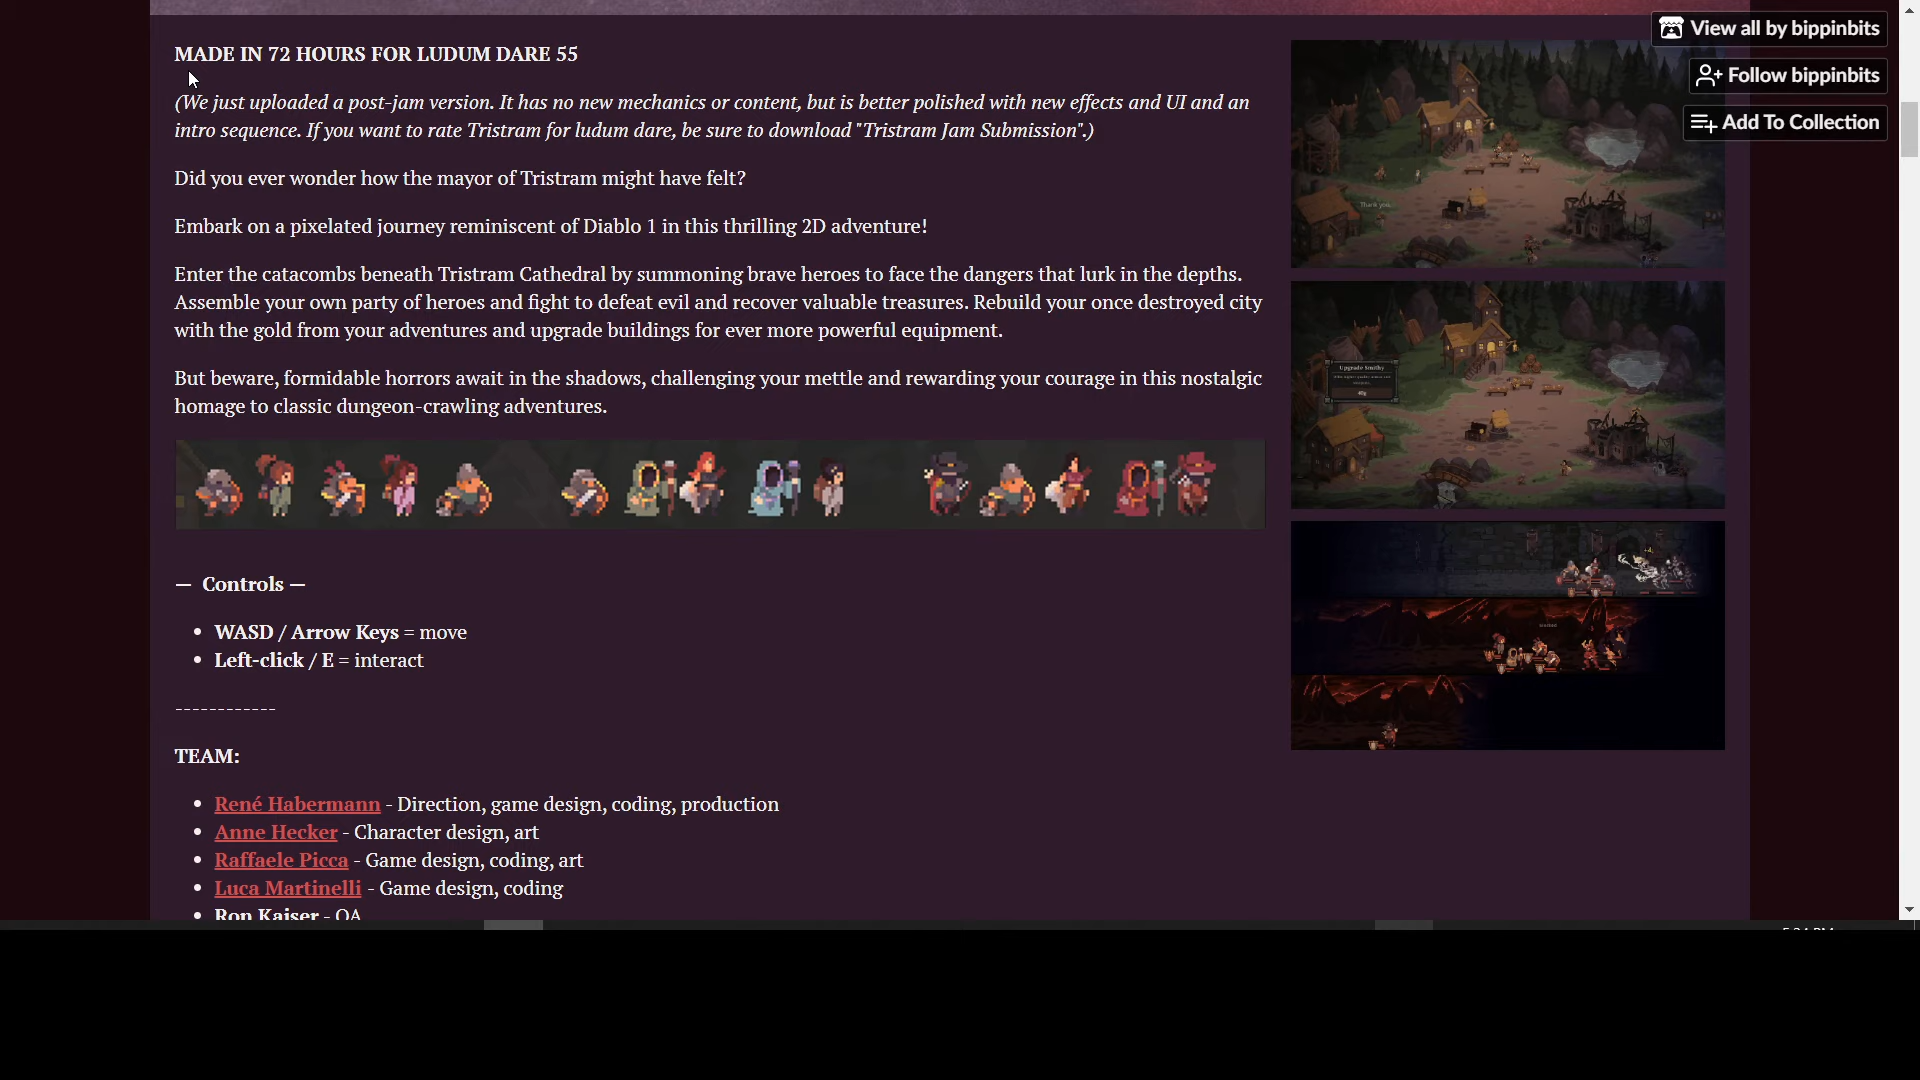 MADE IN 72 HOURS FOR LUDUM DARE 55
View all by bippinbits
Follow bippinbits
Add To Collection
(We just uploaded a post-jam version. It has no new mechanics or content, but is better polished with new effects and UI and an
intro sequence. If you want to rate Tristram for ludum dare, be sure to download "Tristram Jam Submission".)
Did you ever wonder how the mayor of Tristram might have felt?
Embark on a pixelated journey reminiscent of Diablo 1 in this thrilling 2D adventure!
Enter the catacombs beneath Tristram Cathedral by summoning brave heroes to face the dangers that lurk in the depths.
Assemble your own party of heroes and fight to defeat evil and recover valuable treasures. Rebuild your once destroyed city
with the gold from your adventures and upgrade buildings for ever more powerful equipment.
But beware, formidable horrors await in the shadows, challenging your mettle and rewarding your courage in this nostalgic
homage to classic dungeon-crawling adventures.
Thank you
Upgrade Smithy
— Controls —
WASD / Arrow Keys = move
Left-click / E = interact
------------
TEAM:
René Habermann - Direction, game design, coding, production
Anne Hecker - Character design, art
Raffaele Picca - Game design, coding, art
Luca Martinelli - Game design, coding
Ron Kaiser - QA